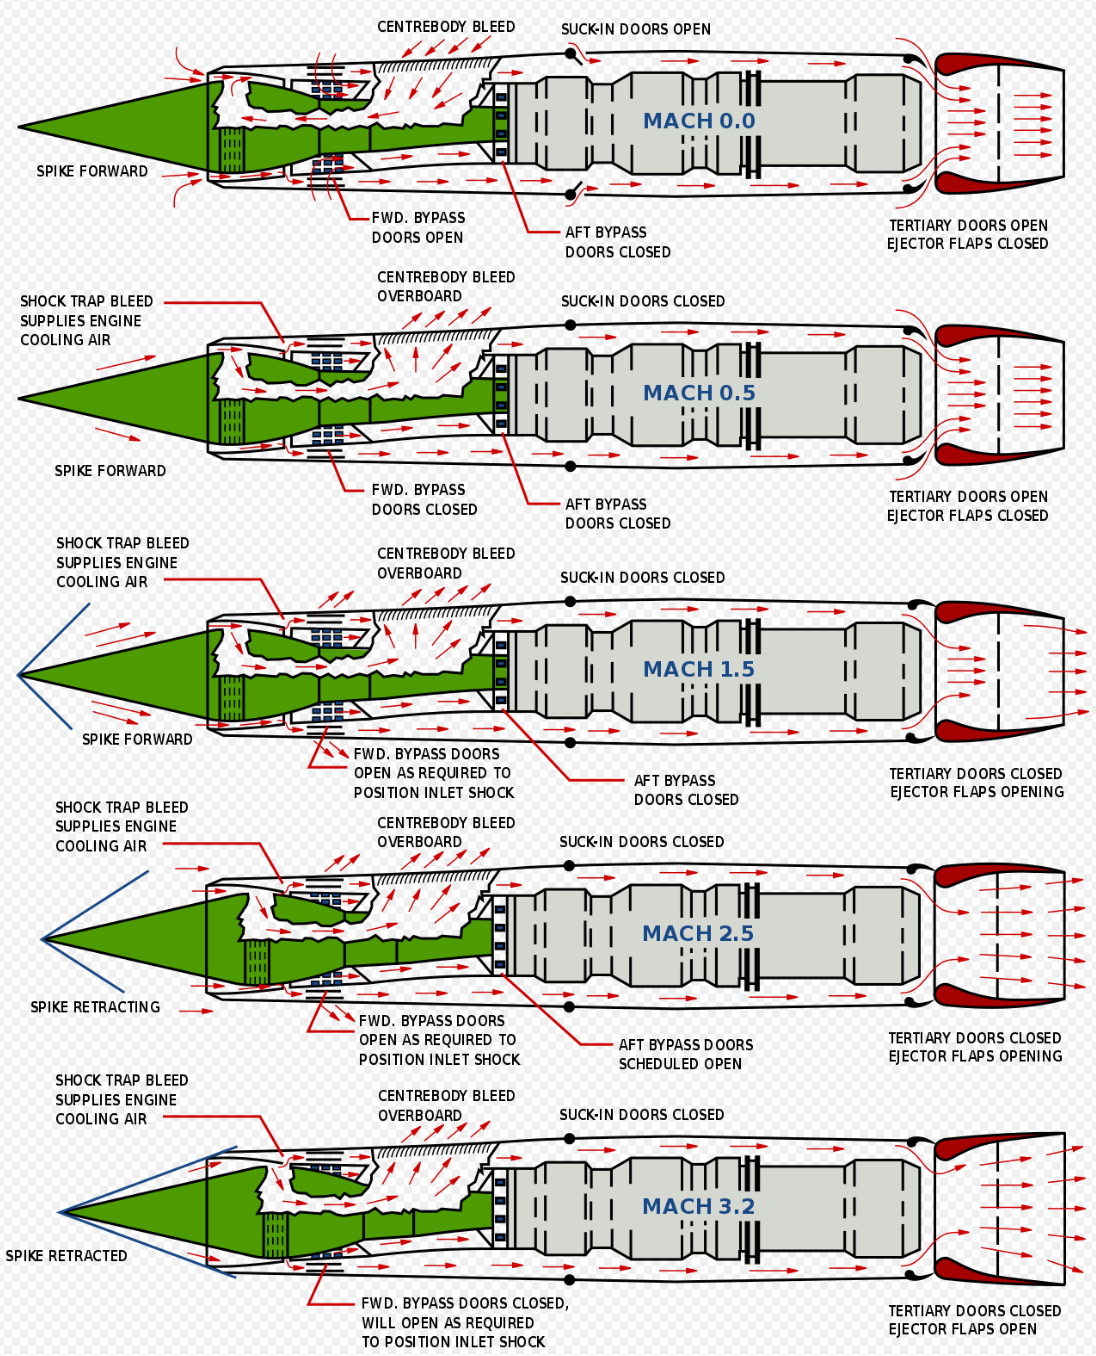 CENTREBODY BLEED
SUCK-IN DOORS OPEN
MACH 0.0
SPIKE FORWARD
FWD. BYPASS
DOORS OPEN
AFT BYPASS
DOORS CLOSED
TERTIARY DOORS OPEN
EJECTOR FLAPS CLOSED
SHOCK TRAP BLEED
SUPPLIES ENGINE
COOLING AIR
CENTREBODY BLEED
OVERBOARD
SUCK-IN DOORS CLOSED
MACH 0.5
SPIKE FORWARD
FWD. BYPASS
DOORS CLOSED
AFT BYPASS
DOORS CLOSED
TERTIARY DOORS OPEN
EJECTOR FLAPS CLOSED
SHOCK TRAP BLEED
SUPPLIES ENGINE
COOLING AIR
CENTREBODY BLEED
OVERBOARD
SUCK-IN DOORS CLOSED
MACH 1.5
SPIKE FORWARD
FWD. BYPASS DOORS
OPEN AS REQUIRED TO
POSITION INLET SHOCK
AFT BYPASS
DOORS CLOSED
TERTIARY DOORS CLOSED
EJECTOR FLAPS OPENING
SHOCK TRAP BLEED
SUPPLIES ENGINE
COOLING AIR
CENTREBODY BLEED
OVERBOARD
SUCK-IN DOORS CLOSED
MACH 2.5
SPIKE RETRACTING
FWD. BYPASS DOORS
OPEN AS REQUIRED TO
POSITION INLET SHOCK
AFT BYPASS DOORS
SCHEDULED OPEN
TERTIARY DOORS CLOSED
EJECTOR FLAPS OPENING
SHOCK TRAP BLEED
SUPPLIES ENGINE
COOLING AIR
CENTREBODY BLEED
OVERBOARD
SUCK-IN DOORS CLOSED
MACH 3.2
SPIKE RETRACTED
FWD. BYPASS DOORS CLOSED,
WILL OPEN AS REQUIRED
TO POSITION INLET SHOCK
TERTIARY DOORS CLOSED
EJECTOR FLAPS OPEN